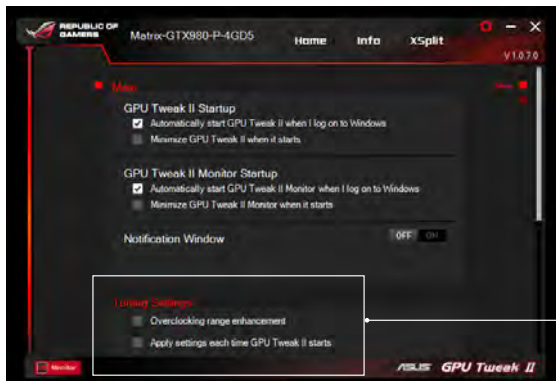 REPUBLIC OF GAMERS
Matrix-GTX980-P-4GD5
Home Info XSplit
V 1.0.7.0
Main
GPU Tweak II Startup
Automatically start GPU Tweak II when I log on to Windows
Minimize GPU Tweak II when it starts
GPU Tweak II Monitor Startup
Automatically start GPU Tweak II Monitor when I log on to Windows
Minimize GPU Tweak II Monitor when it starts
Notification Window
OFF ON
Tuning Settings
Overclocking range enhancement
Apply settings each time GPU Tweak II starts
Monitor
ASUS GPU Tweak II